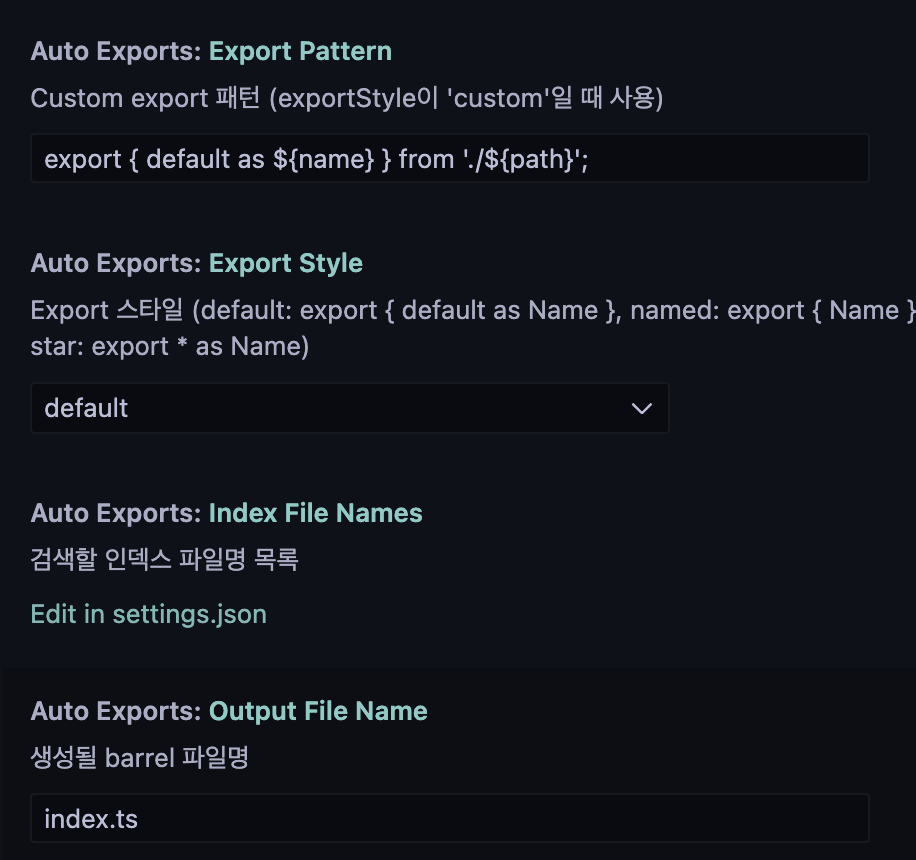 Auto Exports: Export Pattern
Custom export 패턴 (exportStyle이 'custom'일 때 사용)
export { default as ${name} } from './${path}';
Auto Exports: Export Style
Export 스타일 (default: export { default as Name }, named: export { Name }
star: export * as Name)
default
Auto Exports: Index File Names
검색할 인덱스 파일명 목록
Edit in settings.json
Auto Exports: Output File Name
생성될 barrel 파일명
index.ts